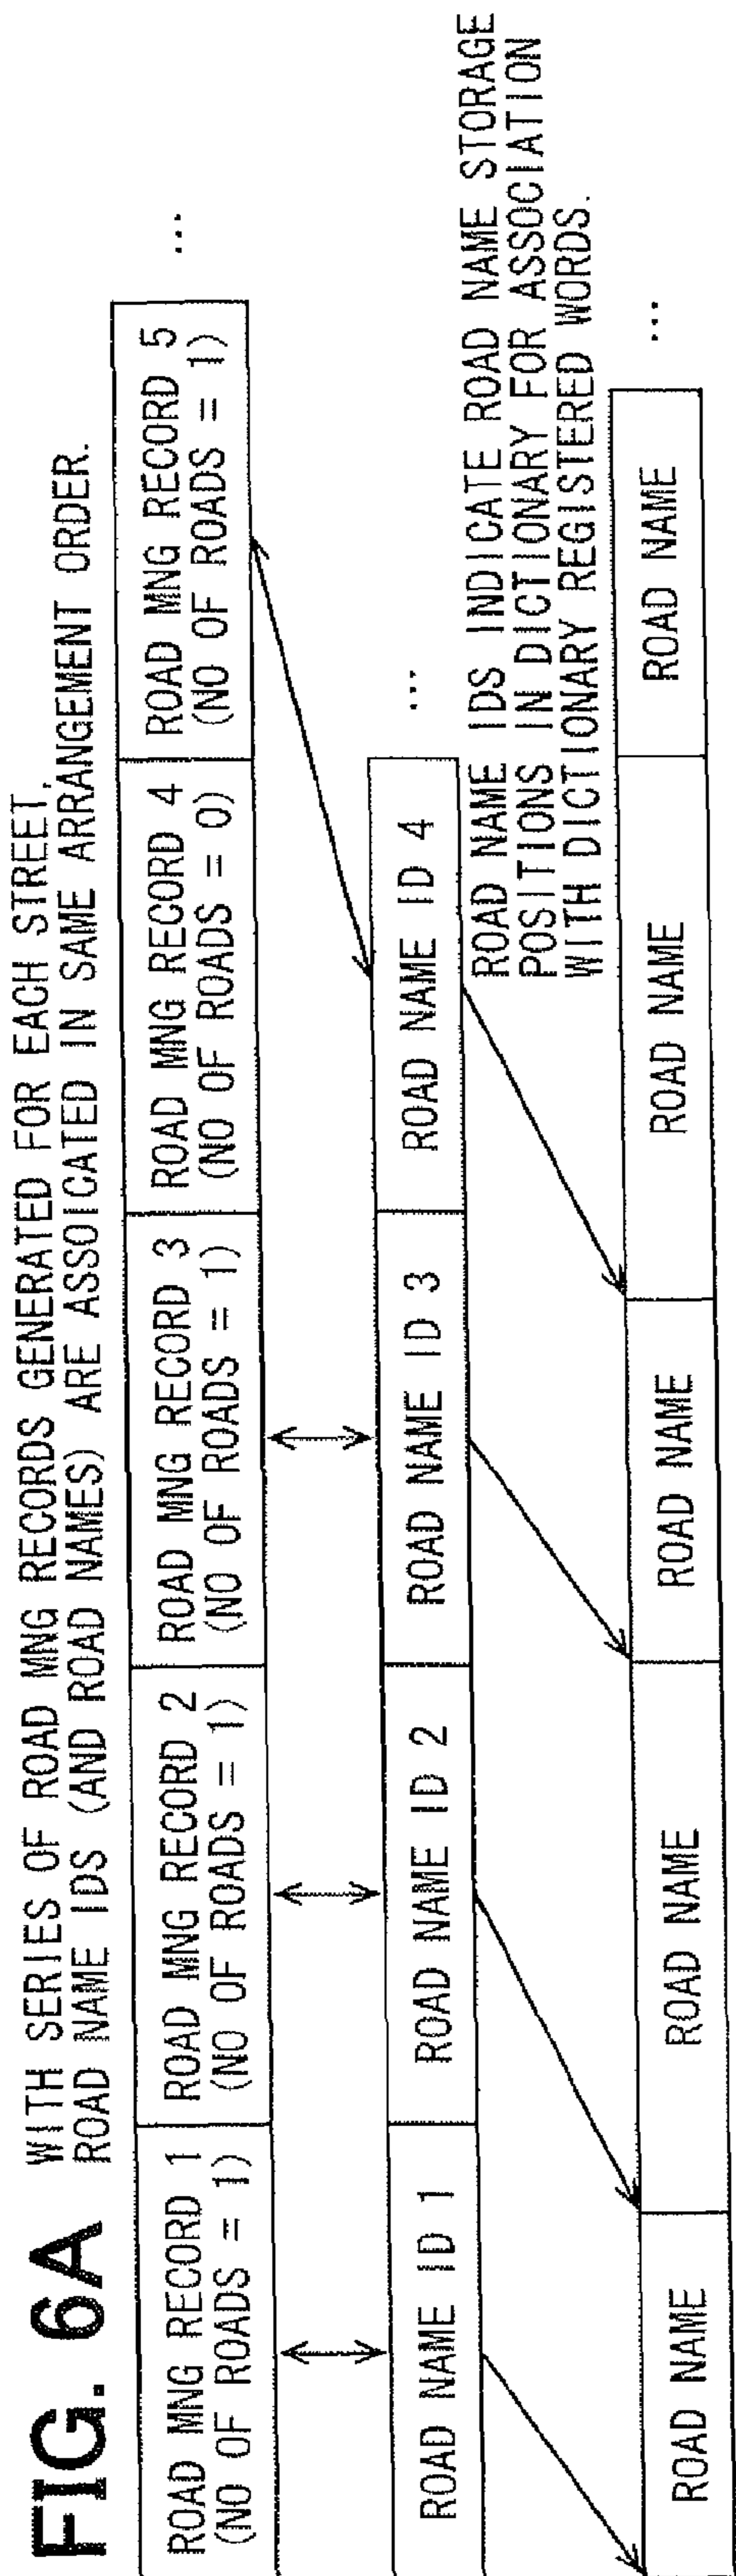 FIG. 6A
WITH SERIES OF ROAD MNG RECORDS GENERATED FOR EACH STREET,
ROAD NAME IDS (AND ROAD NAMES) ARE ASSOICATED IN SAME ARRANGEMENT ORDER.
ROAD MNG RECORD 1
(NO OF ROADS = 1)
ROAD MNG RECORD 2
(NO OF ROADS = 1)
ROAD MNG RECORD 3
(NO OF ROADS = 1)
ROAD MNG RECORD 4
(NO OF ROADS = 0)
ROAD MNG RECORD 5
(NO OF ROADS = 1)
...
ROAD NAME ID 1
ROAD NAME ID 2
ROAD NAME ID 3
ROAD NAME ID 4
...
ROAD NAME IDS INDICATE ROAD NAME STORAGE
POSITIONS IN DICTIONARY FOR ASSOCIATION
WITH DICTIONARY REGISTERED WORDS.
ROAD NAME
ROAD NAME
ROAD NAME
ROAD NAME
ROAD NAME
...